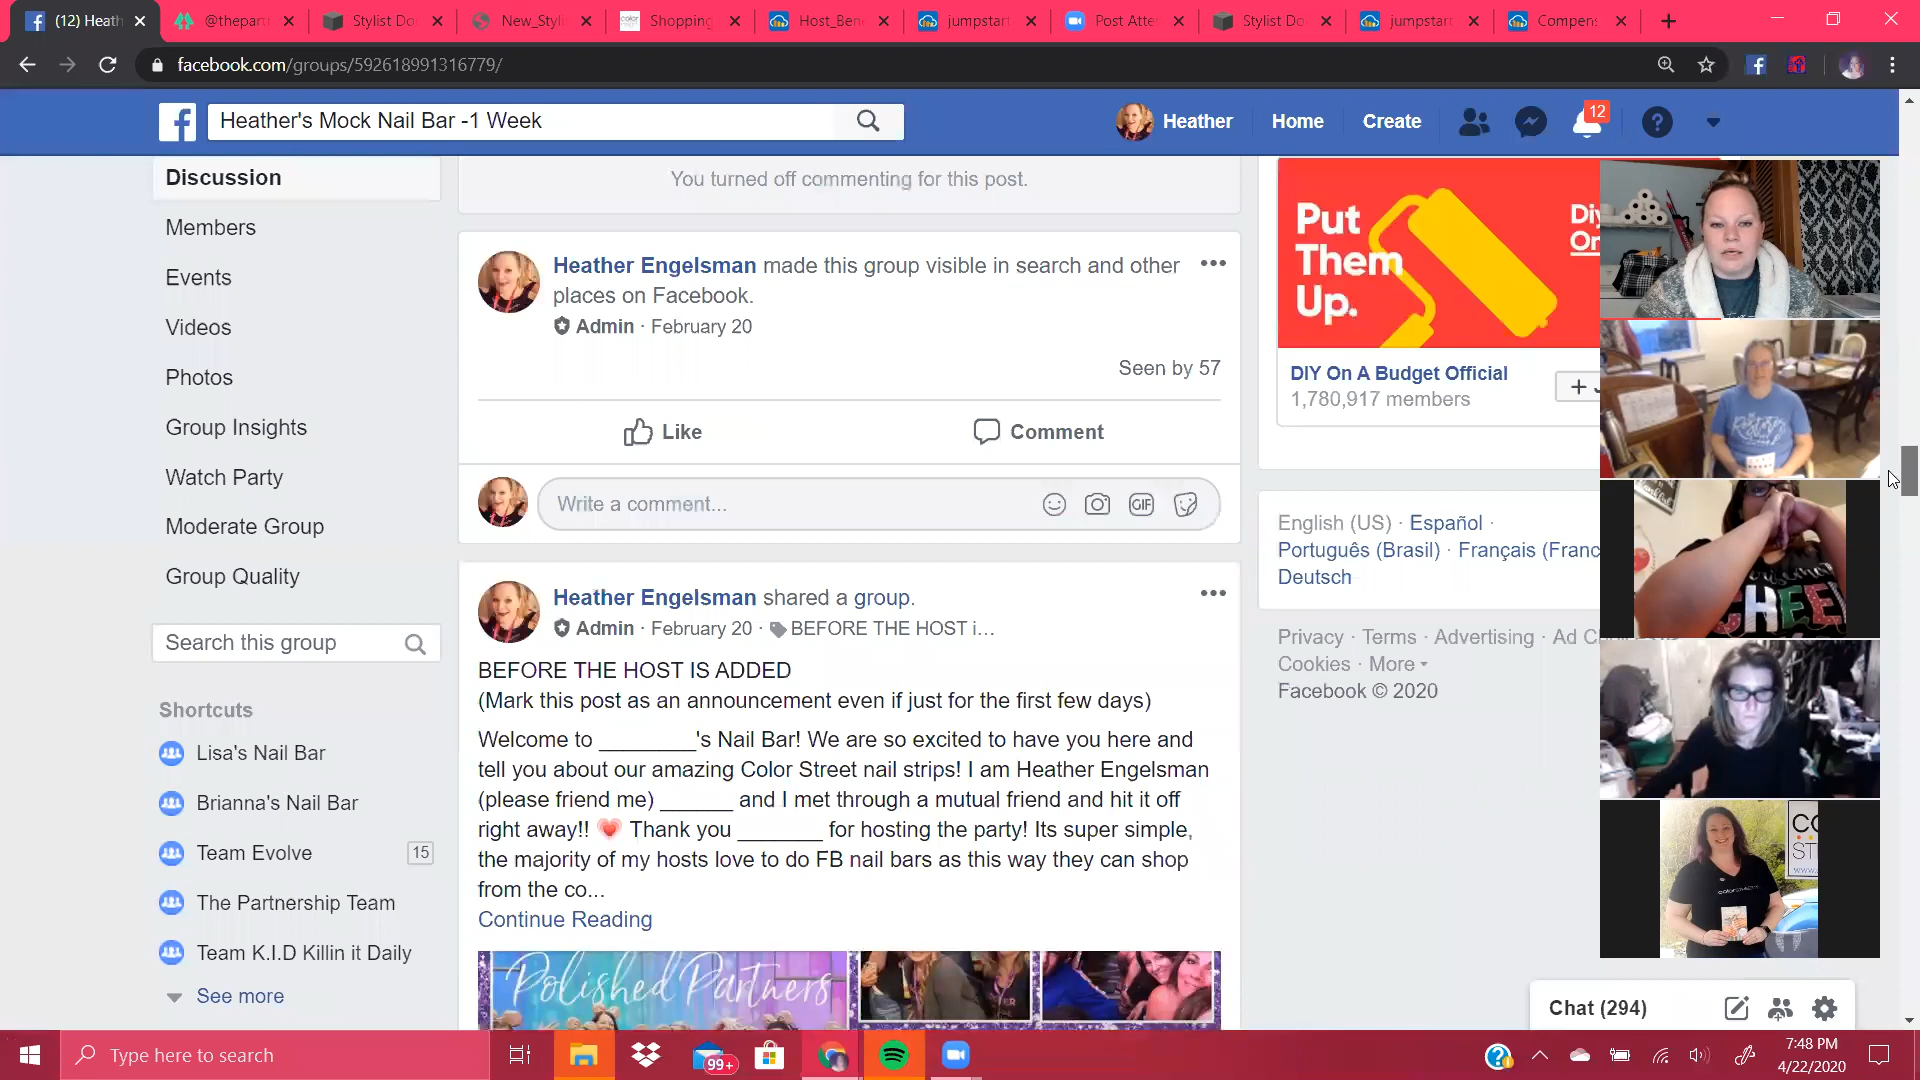 (12) Heath
@thepart
Stylist Do
New_Styli
Shopping
Host_Ben
jumpstart
Post Atte
Stylist Do
jumpstart
Compens
facebook.com/groups/592618991316779/
Heather's Mock Nail Bar -1 Week
Heather
Home
Create
12
Discussion
Members
Events
Videos
Photos
Group Insights
Watch Party
Moderate Group
Group Quality
Search this group
Shortcuts
Lisa's Nail Bar
Brianna's Nail Bar
Team Evolve 15
The Partnership Team
Team K.I.D Killin it Daily
See more
You turned off commenting for this post.
Heather Engelsman made this group visible in search and other
places on Facebook.
Admin · February 20
Seen by 57
Like
Comment
Write a comment...
GIF
Heather Engelsman shared a group.
Admin · February 20 · BEFORE THE HOST i...
BEFORE THE HOST IS ADDED
(Mark this post as an announcement even if just for the first few days)
Welcome to ________'s Nail Bar! We are so excited to have you here and
tell you about our amazing Color Street nail strips! I am Heather Engelsman
(please friend me) ______ and I met through a mutual friend and hit it off
right away!! 💗 Thank you _______ for hosting the party! Its super simple,
the majority of my hosts love to do FB nail bars as this way they can shop
from the co...
Continue Reading
Polished Partners
Put
Them
Up.
DIY On A Budget Official
1,780,917 members
English (US) · Español ·
Português (Brasil) · Français (Franc
Deutsch
Privacy · Terms · Advertising · Ad C
Cookies · More
Facebook © 2020
CHEE
CO
ST
Chat (294)
Type here to search
99+
7:48 PM
4/22/2020